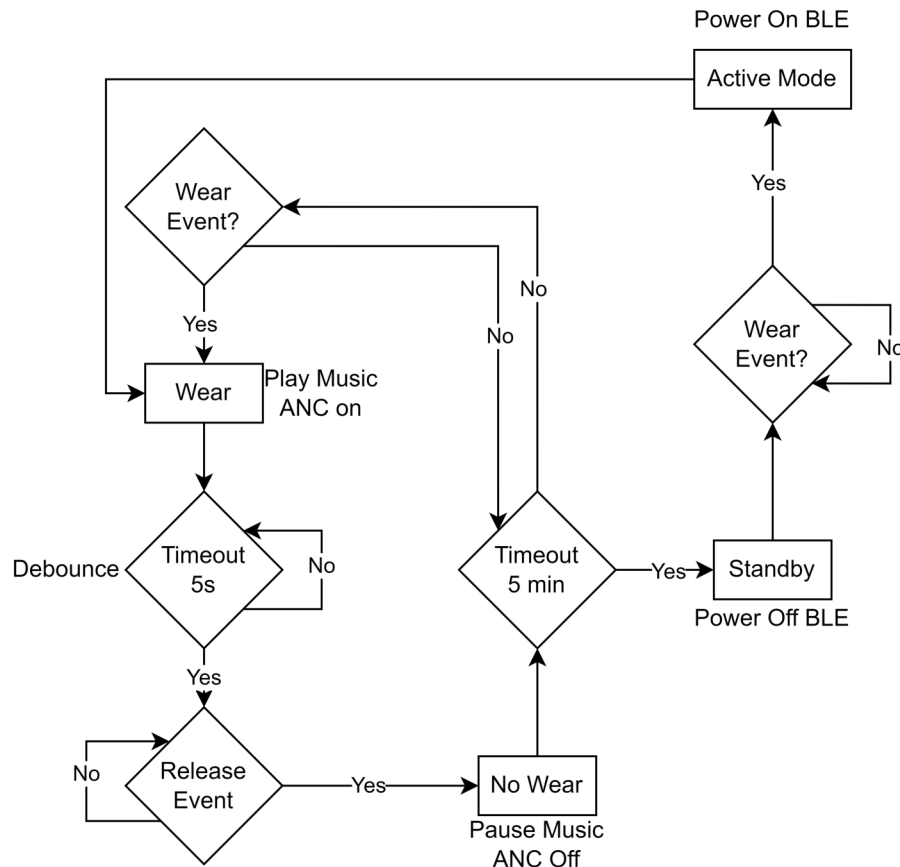 Power On BLE
Active Mode
Wear
Event?
Yes
No
No
Wear
Event?
No
Yes
Wear
Play Music
ANC on
Timeout
5s
No
Debounce
Timeout
5 min
Yes
Standby
Power Off BLE
Yes
Release
Event
No
Yes
No Wear
Pause Music
ANC Off